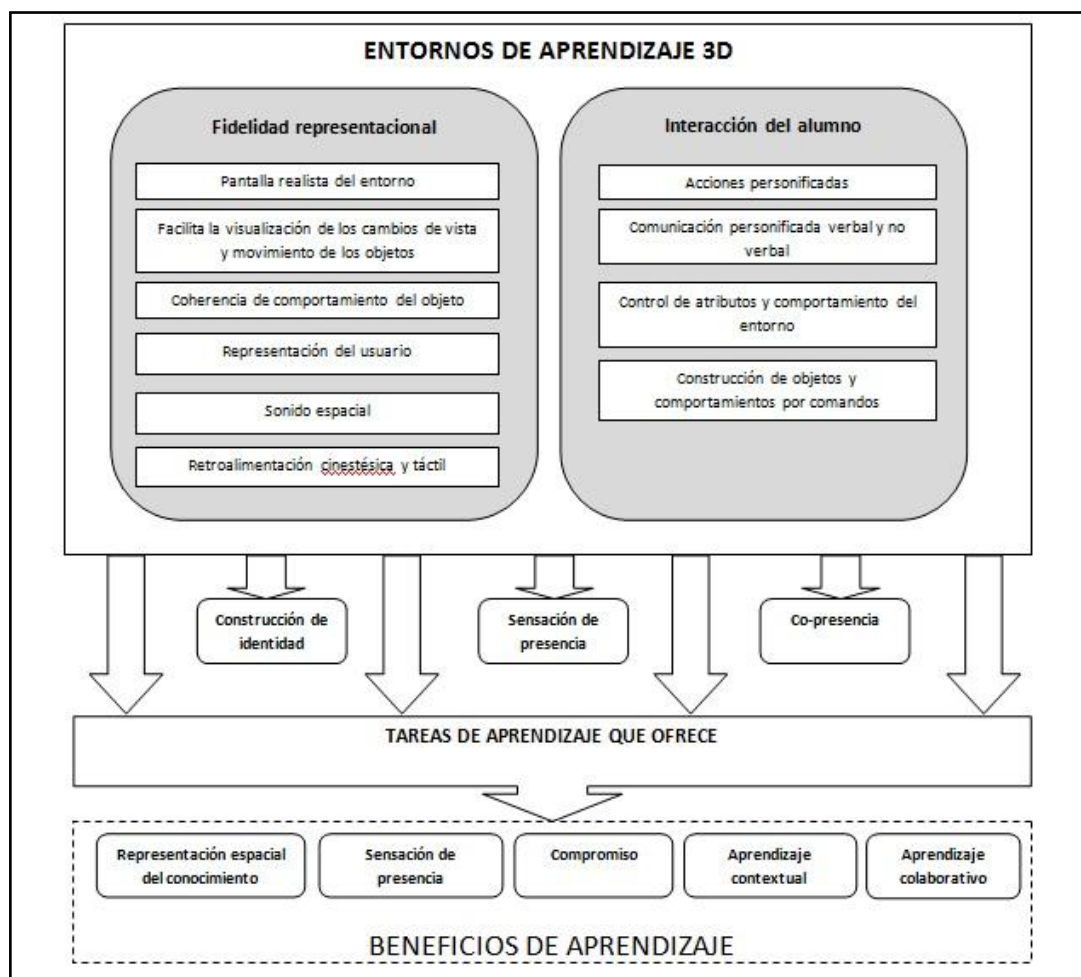 ENTORNOS DE APRENDIZAJE 3D
Fidelidad representacional
Pantalla realista del entorno
Facilita la visualización de los cambios de vista
y movimiento de los objetos
Coherencia de comportamiento del objeto
Representación del usuario
Sonido espacial
Retroalimentación cinestésica y táctil
Interacción del alumno
Acciones personificadas
Comunicación personificada verbal y no
verbal
Control de atributos y comportamiento del
entorno
Construcción de objetos y
comportamientos por comandos
Construcción de
identidad
Sensación de
presencia
Co-presencia
TAREAS DE APRENDIZAJE QUE OFRECE
Representación espacial
del conocimiento
Sensación de
presencia
Compromiso
Aprendizaje
contextual
Aprendizaje
colaborativo
BENEFICIOS DE APRENDIZAJE